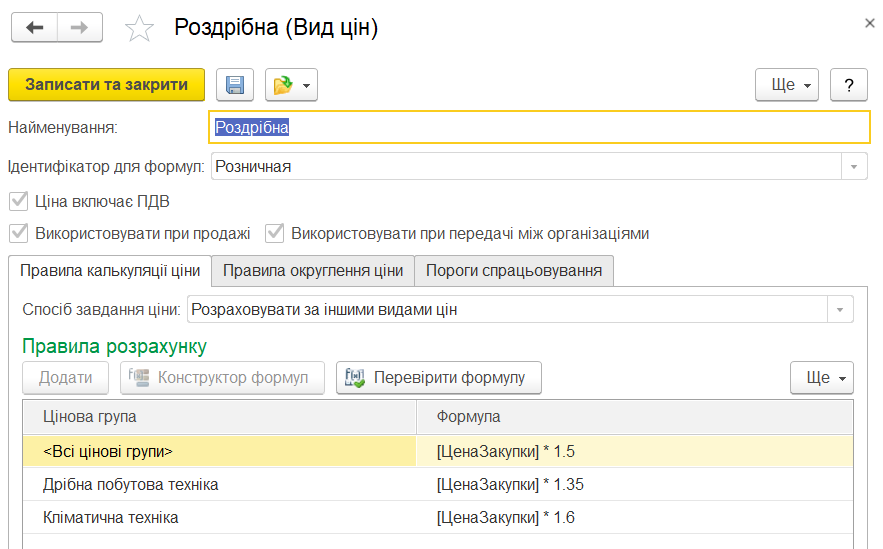 Роздрібна (Вид цін)
Записати та закрити Ще ?
Найменування: Роздрібна
Ідентифікатор для формул: Розничная
Ціна включає ПДВ
Використовувати при продажі Використовувати при передачі між організаціями
Правила калькуляції ціни Правила округлення ціни Пороги спрацьовування
Спосіб завдання ціни: Розраховувати за іншими видами цін
Правила розрахунку
Додати Конструктор формул Перевірити формулу Ще
Цінова група Формула
<Всі цінові групи> [ЦенаЗакупки] * 1.5
Дрібна побутова техніка [ЦенаЗакупки] * 1.35
Кліматична техніка [ЦенаЗакупки] * 1.6